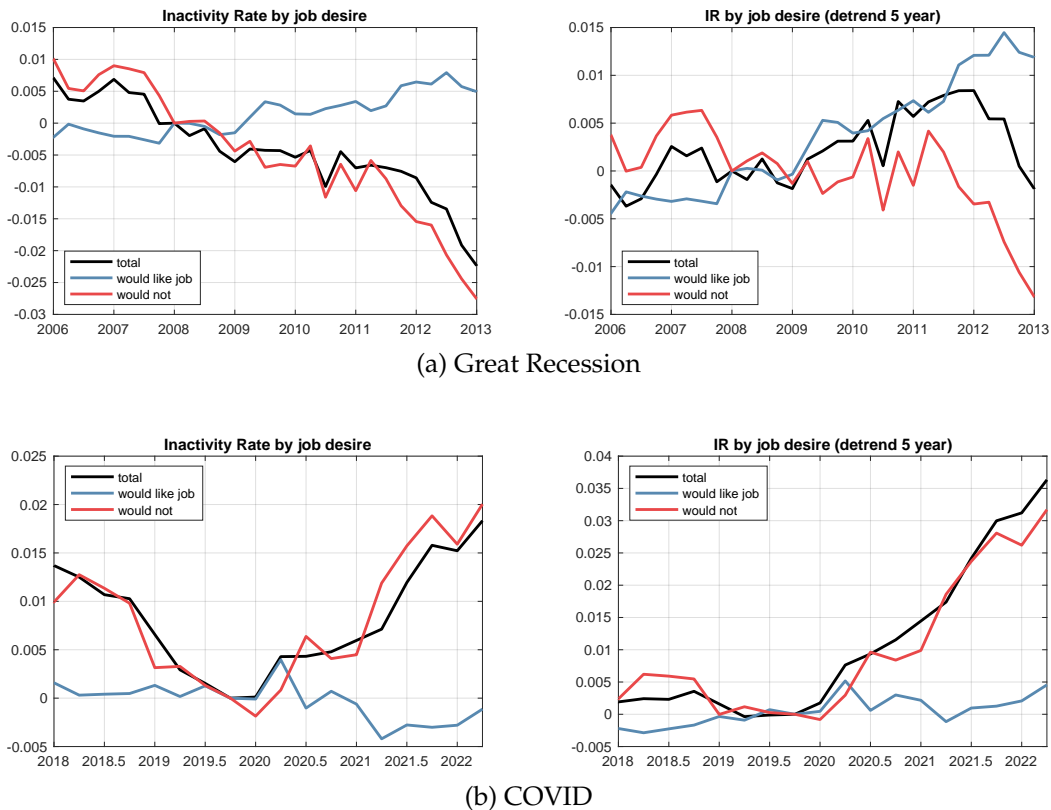 Inactivity Rate by job desire
0.015
0.01
0.005
0
-0.005
-0.01
-0.015
-0.02
-0.025
-0.03
total
would like job
would not
2006 2007 2008 2009 2010 2011 2012 2013
IR by job desire (detrend 5 year)
0.015
0.01
0.005
0
-0.005
-0.01
-0.015
total
would like job
would not
2006 2007 2008 2009 2010 2011 2012 2013
(a) Great Recession
Inactivity Rate by job desire
0.025
0.02
0.015
0.01
0.005
0
-0.005
total
would like job
would not
2018 2018.5 2019 2019.5 2020 2020.5 2021 2021.5 2022
IR by job desire (detrend 5 year)
0.04
0.035
0.03
0.025
0.02
0.015
0.01
0.005
0
-0.005
total
would like job
would not
2018 2018.5 2019 2019.5 2020 2020.5 2021 2021.5 2022
(b) COVID